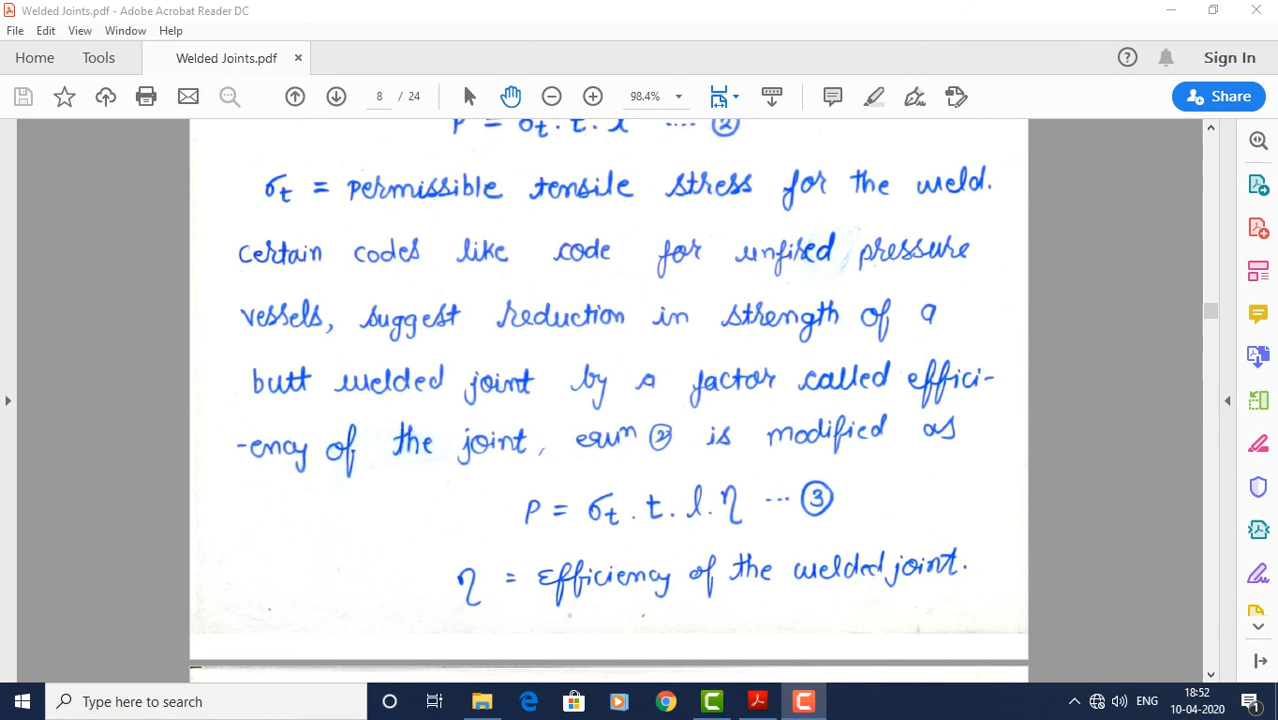 Welded Joints.pdf - Adobe Acrobat Reader DC
File Edit View Window Help
Home Tools Welded Joints.pdf × Sign In
8 / 24 98.4% Share
P = σt. t. l .... ②
σt = permissible tensile stress for the weld.
Certain codes like code for unfired pressure
vessels, suggest reduction in strength of a
butt welded joint by a factor called effici-
-ency of the joint, equn ② is modified as
P = σt . t. l. η ... ③
η = Efficiency of the welded joint.
Type here to search
ENG
18:52
10-04-2020
1